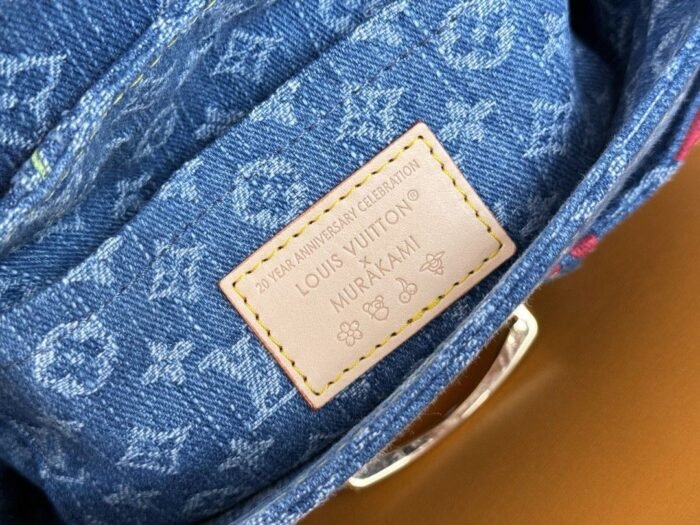 20 YEAR ANNIVERSARY CELEBRATION
LOUIS VUITTON®
×
MURAKAMI